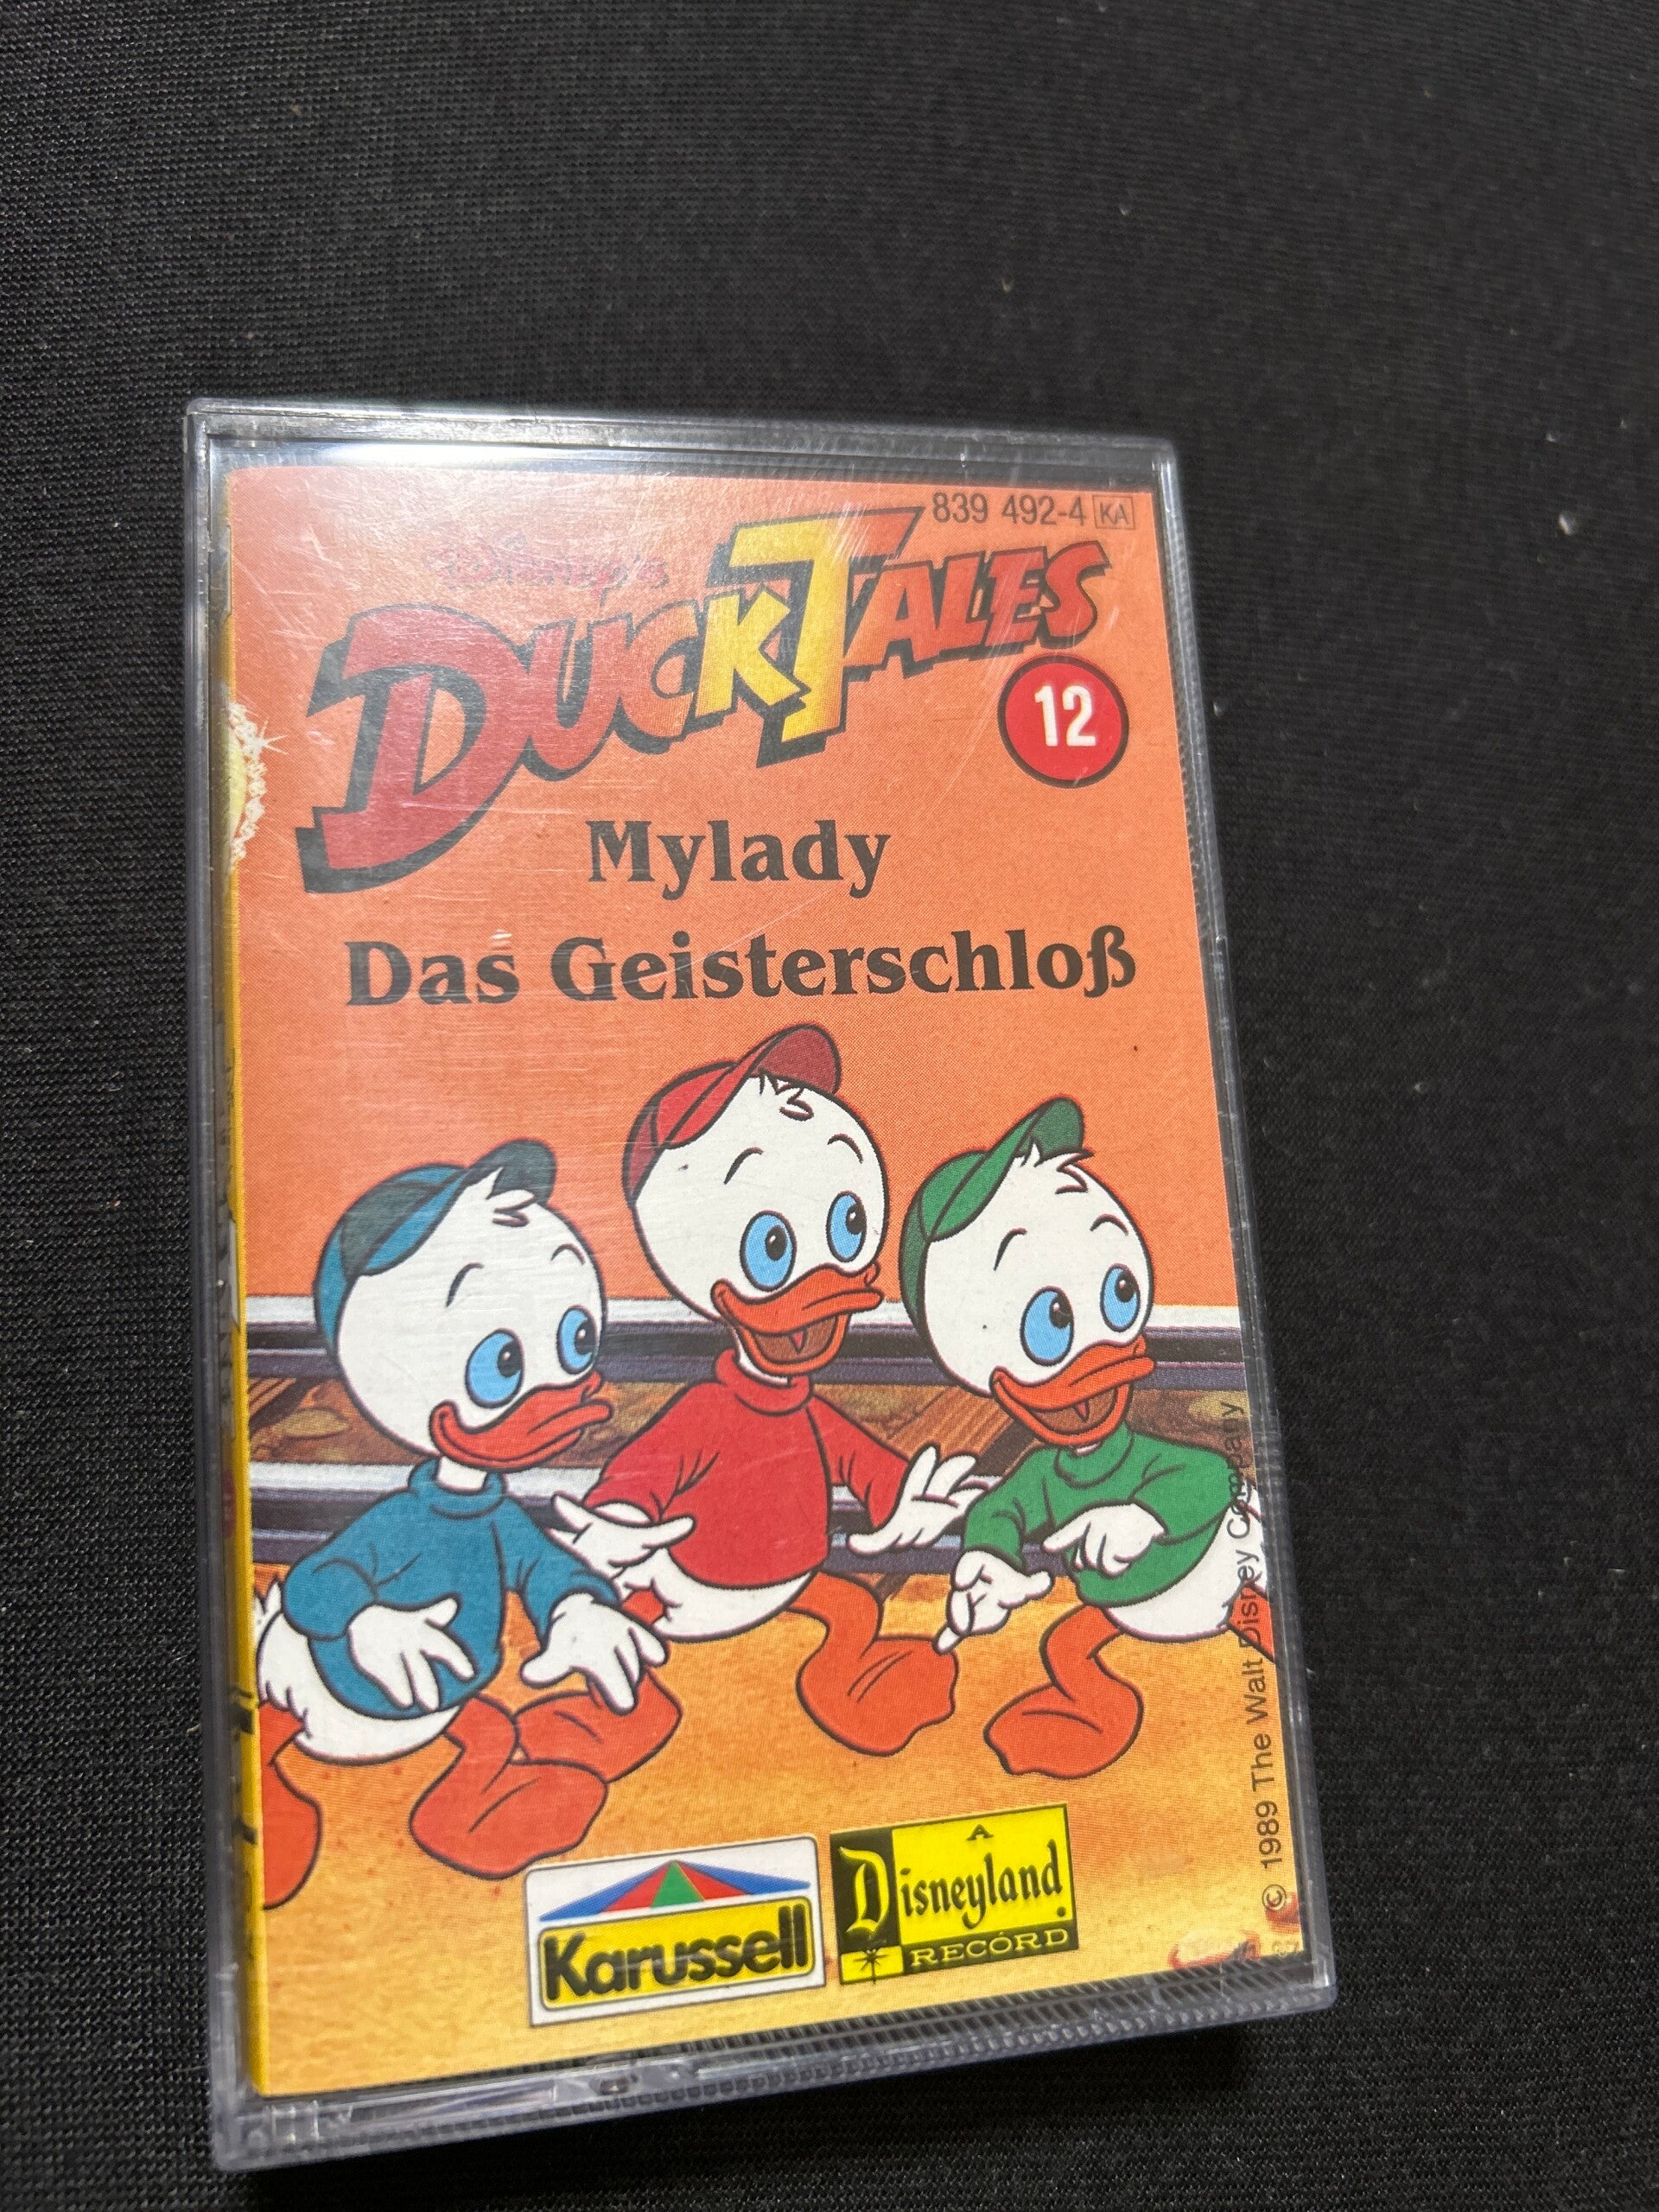 839 492-4 KA
Disney's
DUCKTALES
12
Mylady
Das Geisterschloß
© 1989 The Walt Disney Company
Karussell
A
Disneyland
RECORD